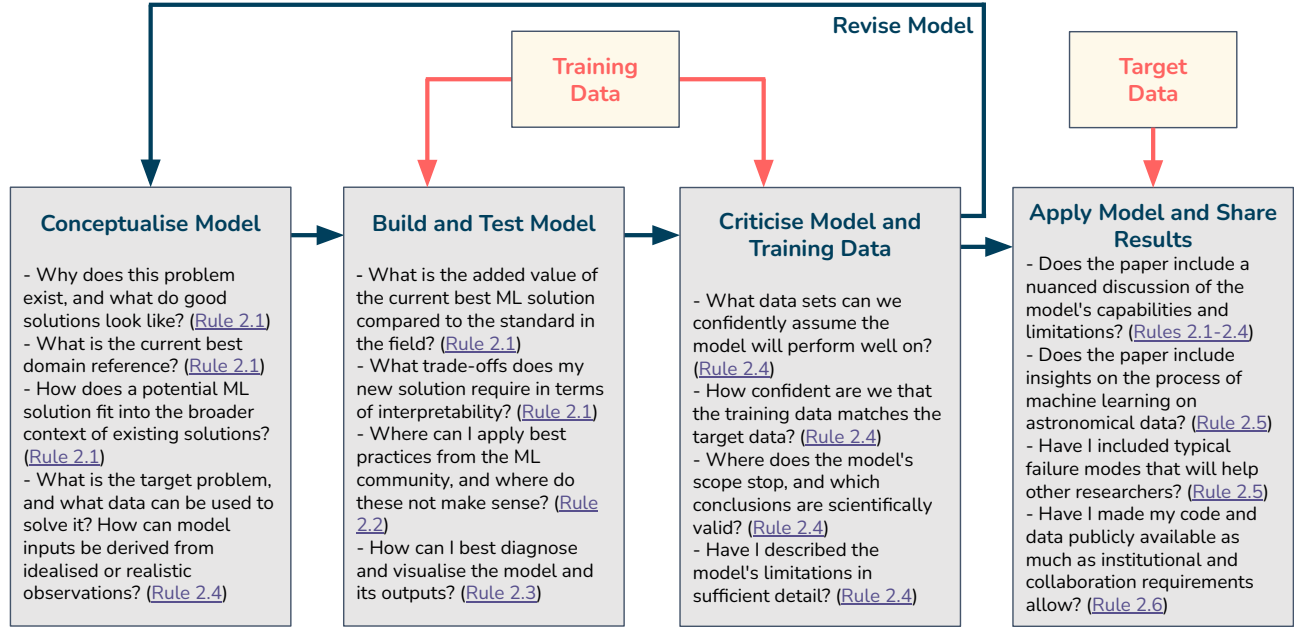 Revise Model
Training
Data
Target
Data
Conceptualise Model
- Why does this problem
exist, and what do good
solutions look like? (Rule 2.1)
- What is the current best
domain reference? (Rule 2.1)
- How does a potential ML
solution fit into the broader
context of existing solutions?
(Rule 2.1)
- What is the target problem,
and what data can be used to
solve it? How can model
inputs be derived from
idealised or realistic
observations? (Rule 2.4)
Build and Test Model
- What is the added value of
the current best ML solution
compared to the standard in
the field? (Rule 2.1)
- What trade-offs does my
new solution require in terms
of interpretability? (Rule 2.1)
- Where can I apply best
practices from the ML
community, and where do
these not make sense? (Rule
2.2)
- How can I best diagnose
and visualise the model and
its outputs? (Rule 2.3)
Criticise Model and
Training Data
- What data sets can we
confidently assume the
model will perform well on?
(Rule 2.4)
- How confident are we that
the training data matches the
target data? (Rule 2.4)
- Where does the model's
scope stop, and which
conclusions are scientifically
valid? (Rule 2.4)
- Have I described the
model's limitations in
sufficient detail? (Rule 2.4)
Apply Model and Share
Results
- Does the paper include a
nuanced discussion of the
model's capabilities and
limitations? (Rules 2.1-2.4)
- Does the paper include
insights on the process of
machine learning on
astronomical data? (Rule 2.5)
- Have I included typical
failure modes that will help
other researchers? (Rule 2.5)
- Have I made my code and
data publicly available as
much as institutional and
collaboration requirements
allow? (Rule 2.6)